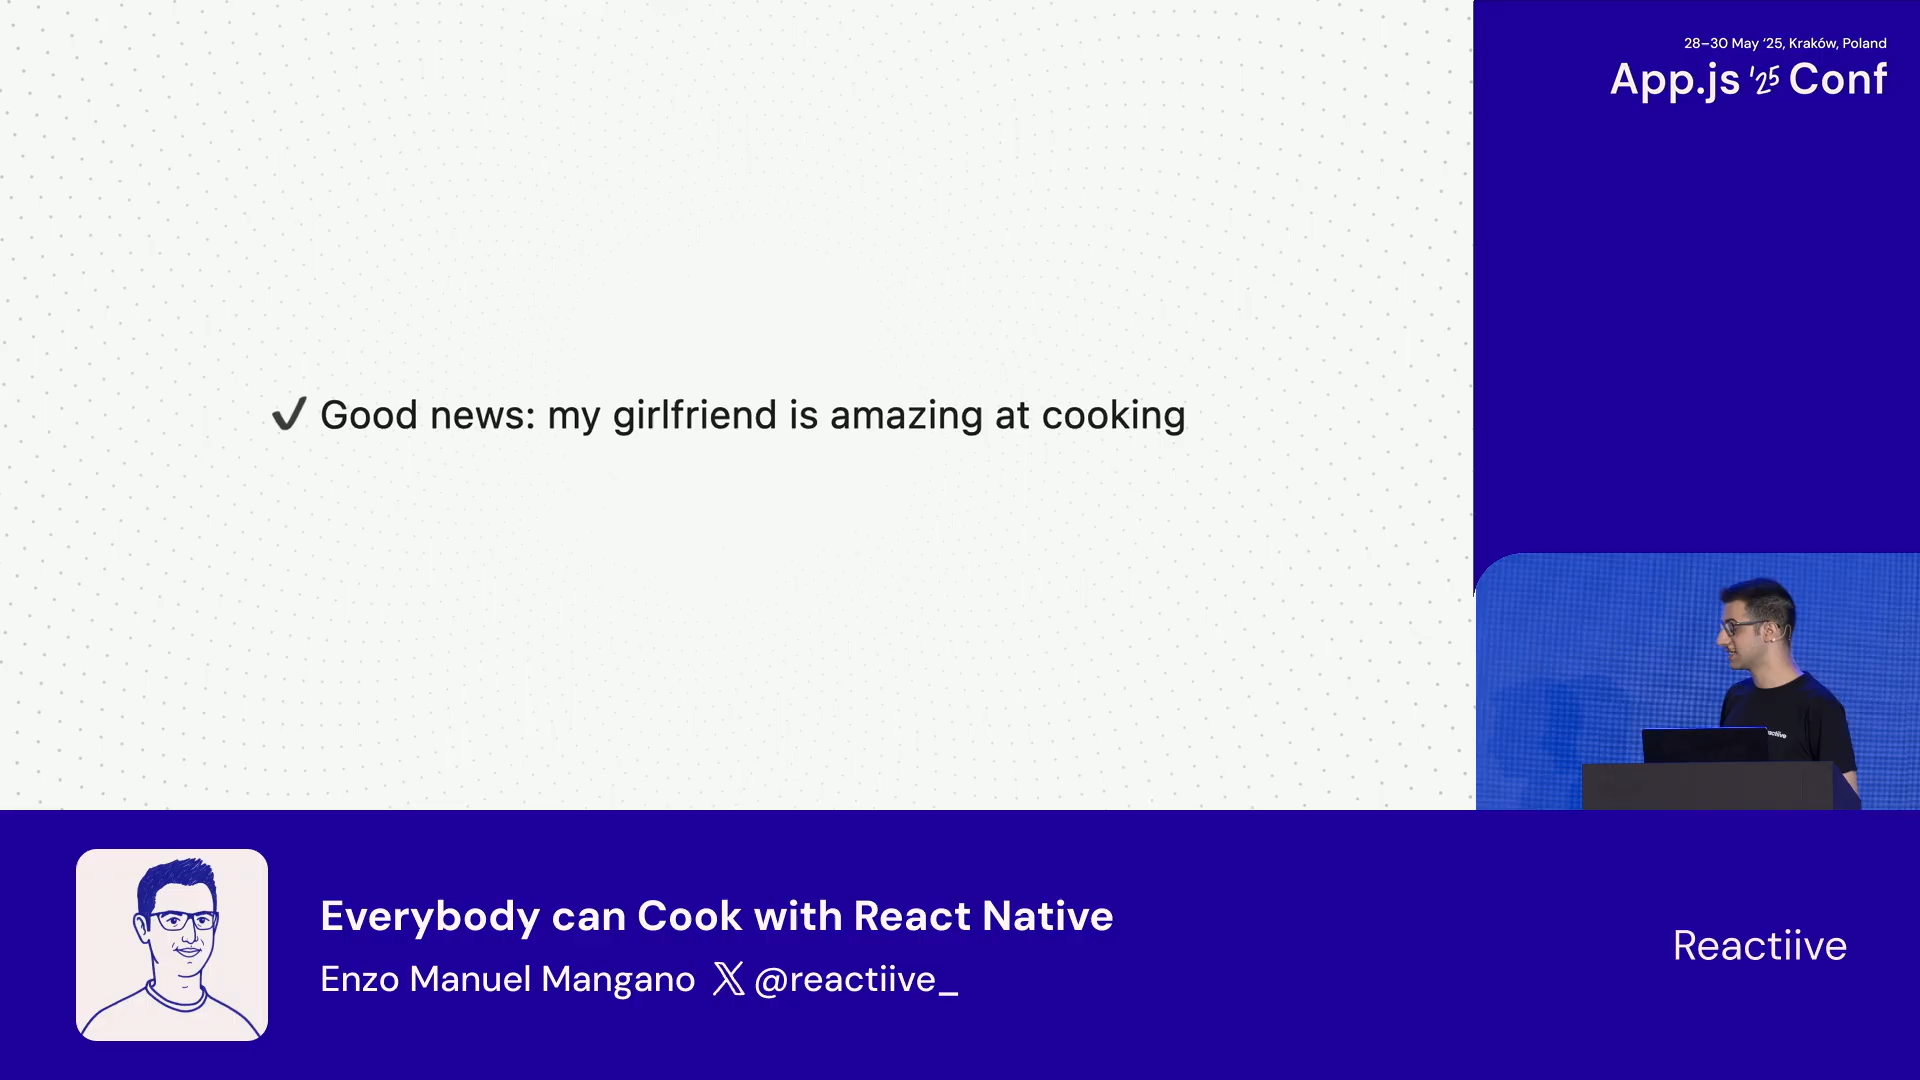 28–30 May ‘25, Kraków, Poland
App.js ‘25 Conf
✔ Good news: my girlfriend is amazing at cooking
Everybody can Cook with React Native
Enzo Manuel Mangano 𝕏 @reactiive_
Reactiive